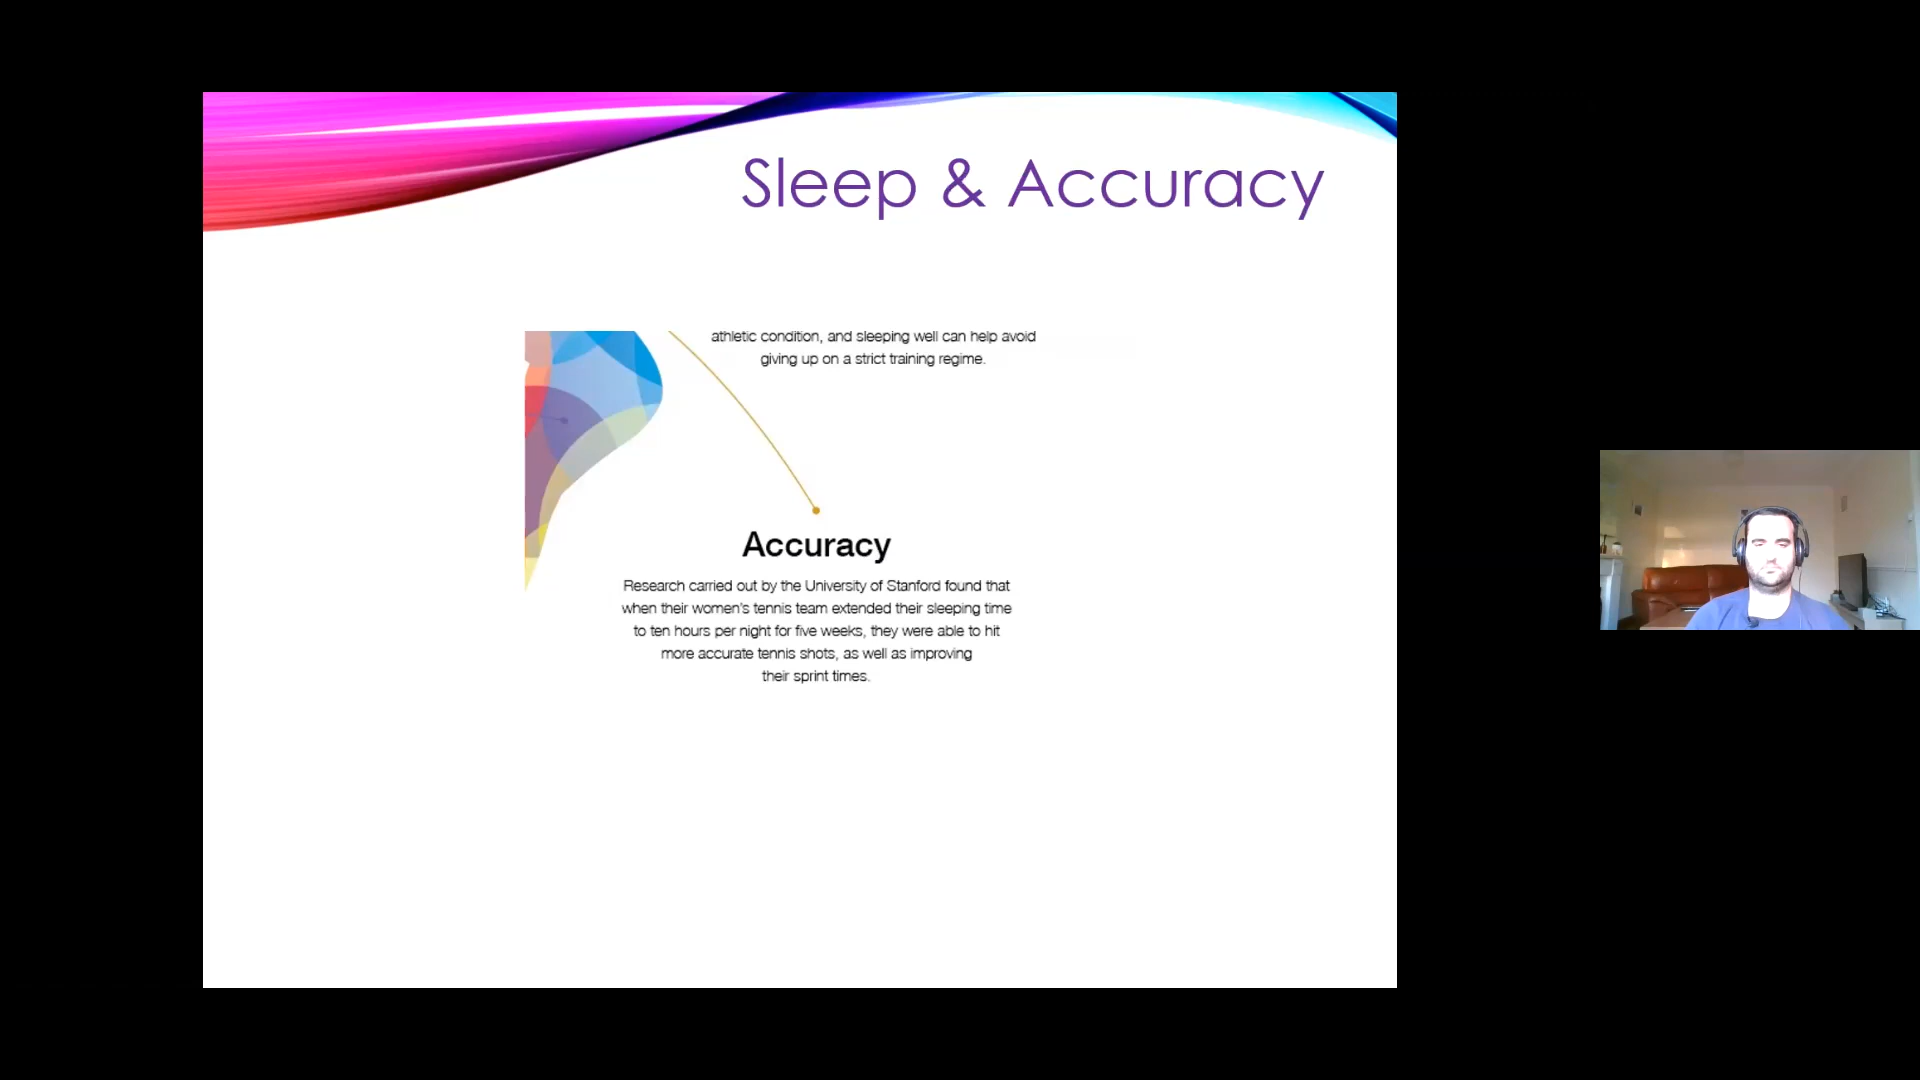 Sleep & Accuracy
athletic condition, and sleeping well can help avoid
giving up on a strict training regime.
Accuracy
Research carried out by the University of Stanford found that
when their women's tennis team extended their sleeping time
to ten hours per night for five weeks, they were able to hit
more accurate tennis shots, as well as improving
their sprint times.